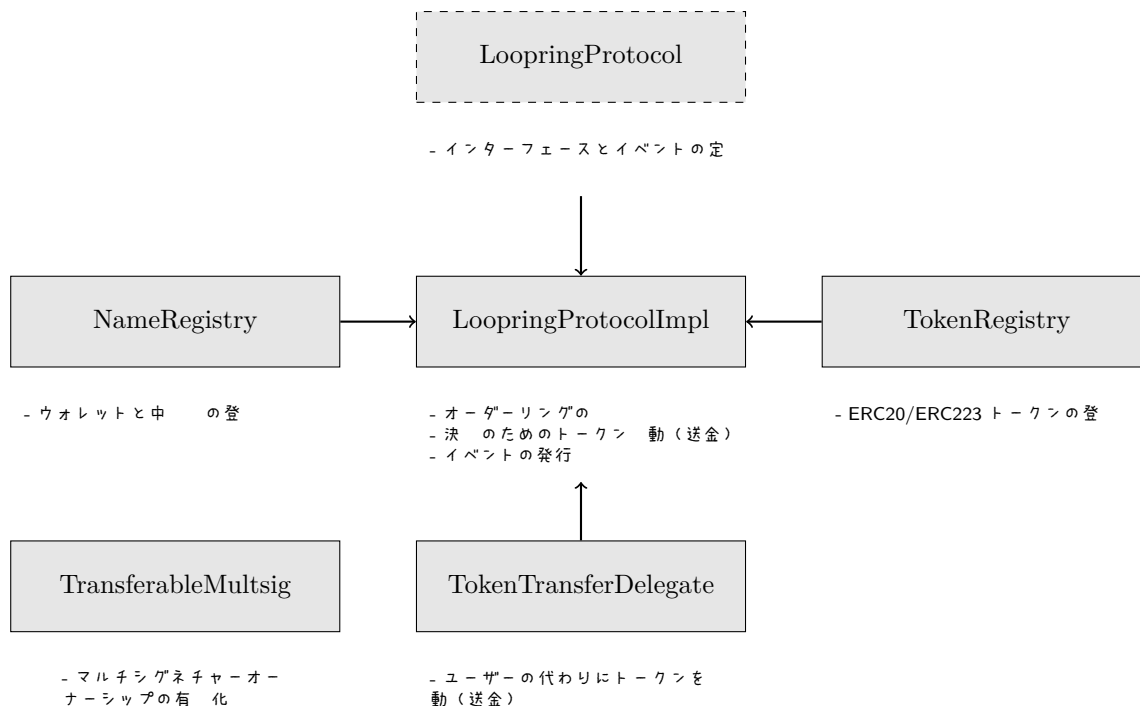 LoopringProtocol
- インターフェースとイベントの定
NameRegistry
LoopringProtocolImpl
TokenRegistry
- ウォレットと中 の登
- オーダーリングの
- 決 のためのトークン 動（送金）
- イベントの発行
- ERC20/ERC223 トークンの登
TransferableMultsig
TokenTransferDelegate
- マルチシグネチャーオー
ナーシップの有 化
- ユーザーの代わりにトークンを
動（送金）